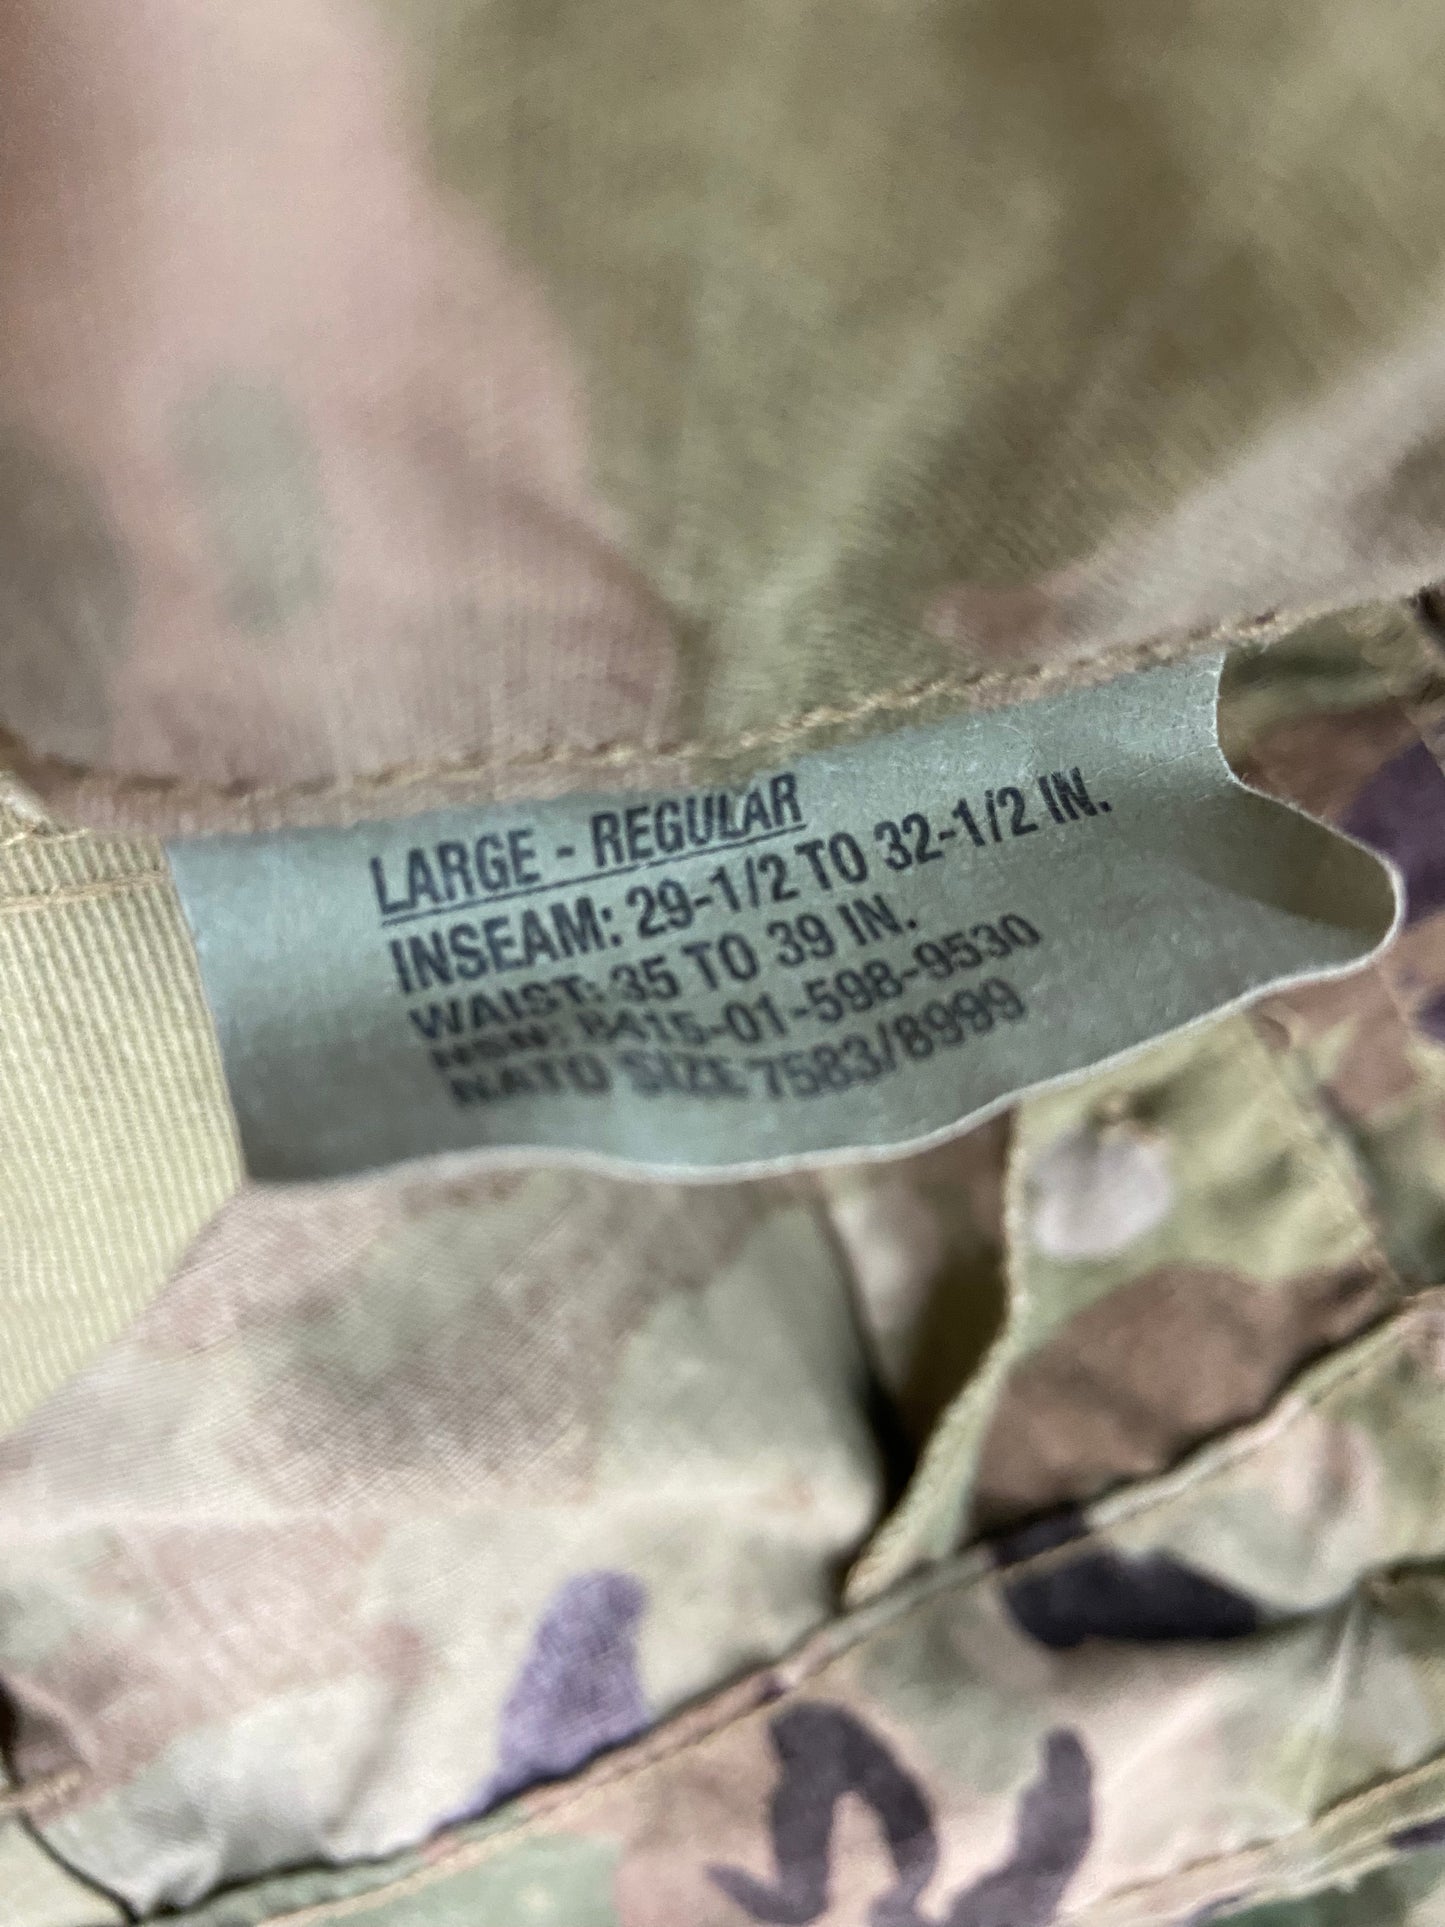 LARGE - REGULAR
INSEAM: 29-1/2 TO 32-1/2 IN.
WAIST: 35 TO 39 IN.
NSN: 8415-01-598-9530
NATO SIZE 7583/8999